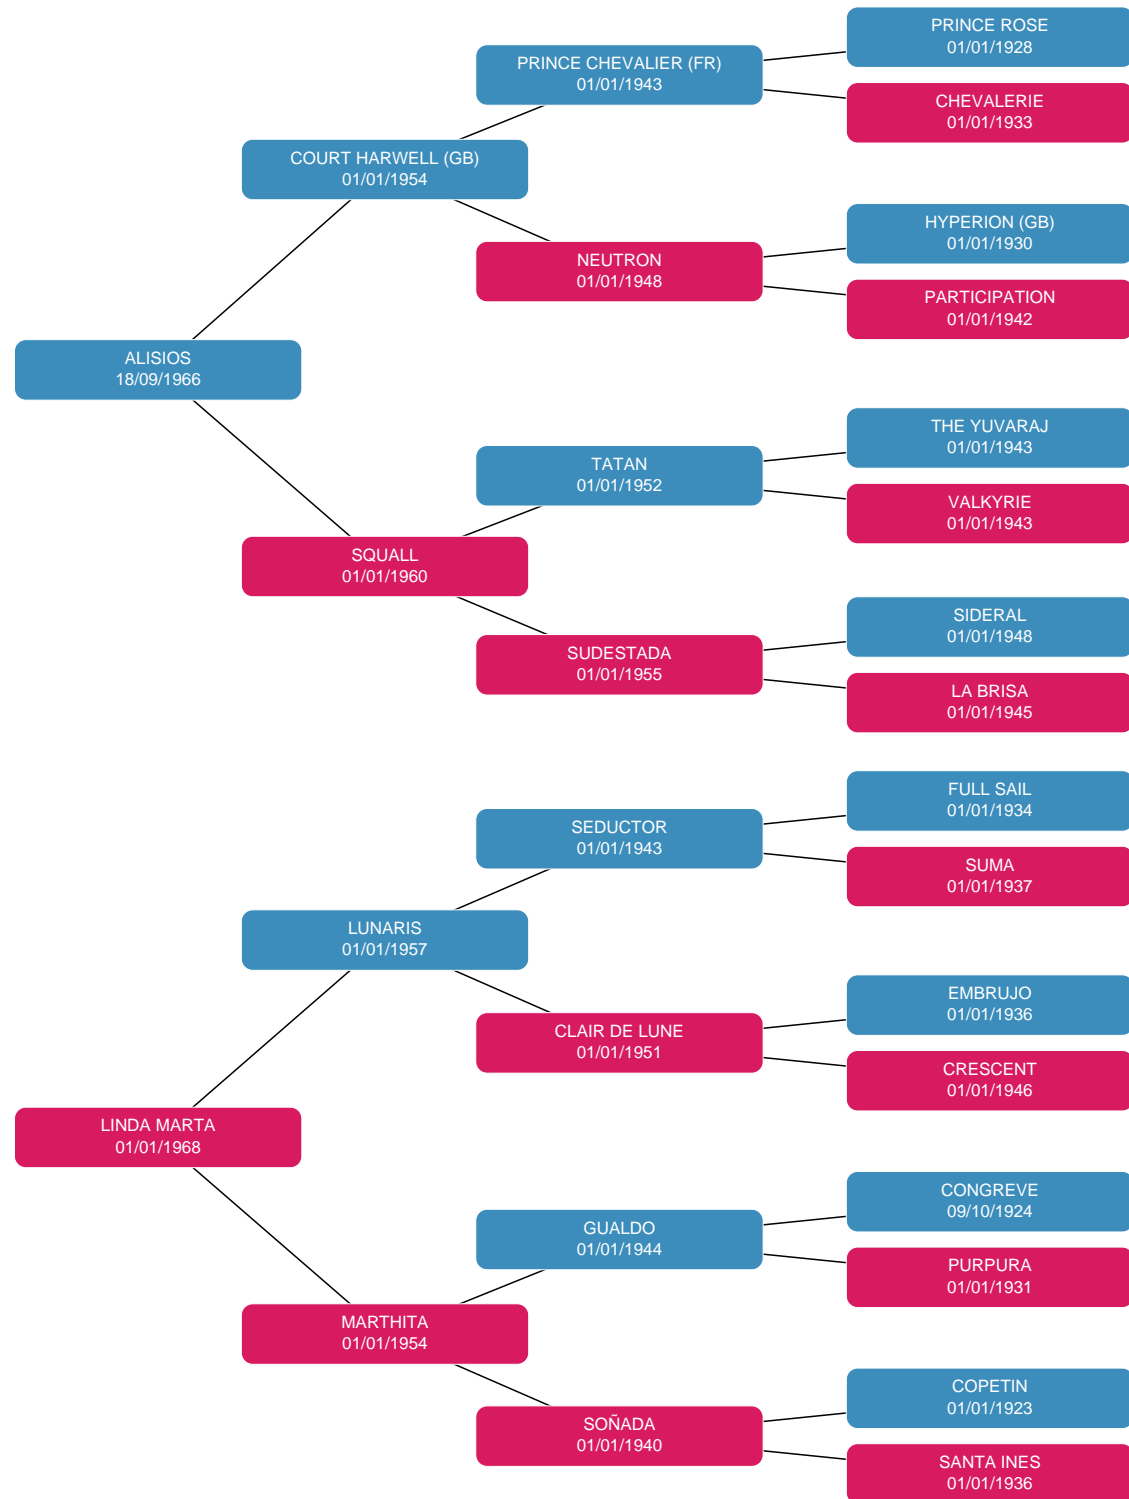 PRINCE ROSE
01/01/1928
PRINCE CHEVALIER (FR)
01/01/1943
CHEVALERIE
01/01/1933
COURT HARWELL (GB)
01/01/1954
HYPERION (GB)
01/01/1930
NEUTRON
01/01/1948
PARTICIPATION
01/01/1942
ALISIOS
18/09/1966
THE YUVARAJ
01/01/1943
TATAN
01/01/1952
VALKYRIE
01/01/1943
SQUALL
01/01/1960
SIDERAL
01/01/1948
SUDESTADA
01/01/1955
LA BRISA
01/01/1945
FULL SAIL
01/01/1934
SEDUCTOR
01/01/1943
SUMA
01/01/1937
LUNARIS
01/01/1957
EMBRUJO
01/01/1936
CLAIR DE LUNE
01/01/1951
CRESCENT
01/01/1946
LINDA MARTA
01/01/1968
CONGREVE
09/10/1924
GUALDO
01/01/1944
PURPURA
01/01/1931
MARTHITA
01/01/1954
COPETIN
01/01/1923
SOÑADA
01/01/1940
SANTA INES
01/01/1936